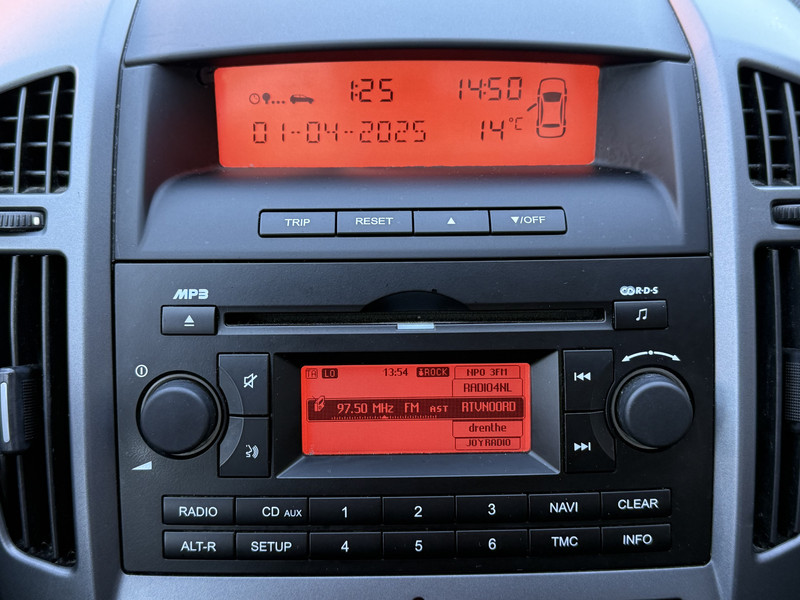 1:25 14:50
01-04-2025 14°C
TRIP RESET ▲ ▼/OFF
MP3 R·D·S
TA LO 13:54 ROCK NPO 3FM
RADIO4NL
97.50 MHz FM AST RTVNOORD
drenthe
JOYRADIO
RADIO CD AUX 1 2 3 NAVI CLEAR
ALT-R SETUP 4 5 6 TMC INFO